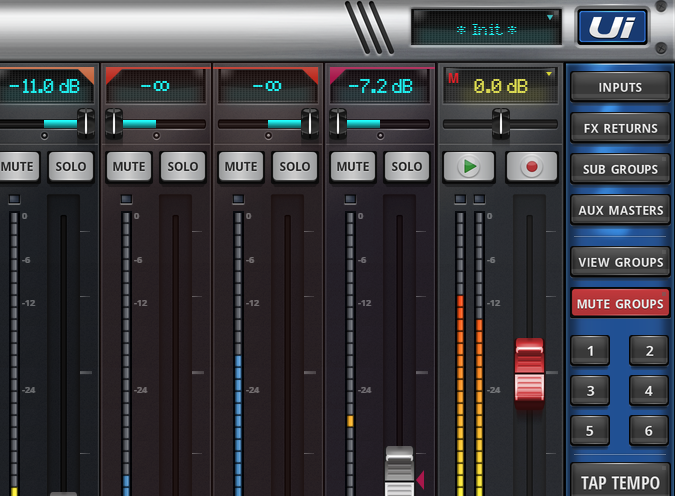 * Init *
Ui
-11.0 dB
-∞
-∞
-7.2 dB
M 0.0 dB
MUTE SOLO MUTE SOLO MUTE SOLO MUTE SOLO
0 0 0 0 0
-6 -6 -6 -6 -6
-12 -12 -12 -12 -12
-24 -24 -24 -24 -24
INPUTS
FX RETURNS
SUB GROUPS
AUX MASTERS
VIEW GROUPS
MUTE GROUPS
1 2
3 4
5 6
TAP TEMPO